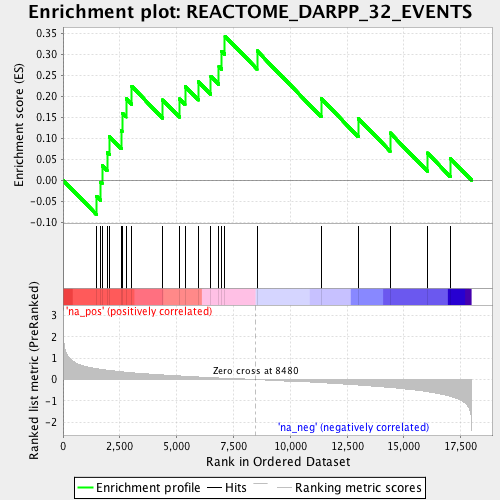 Enrichment plot: REACTOME_DARPP_32_EVENTS
Enrichment score (ES)
0.35
0.30
0.25
0.20
0.15
0.10
0.05
0.00
-0.05
-0.10
'na_pos' (positively correlated)
Ranked list metric (PreRanked)
3
2
1
0
-1
-2
Zero cross at 8480
'na_neg' (negatively correlated)
0 2,500 5,000 7,500 10,000 12,500 15,000 17,500
Rank in Ordered Dataset
Enrichment profile Hits Ranking metric scores